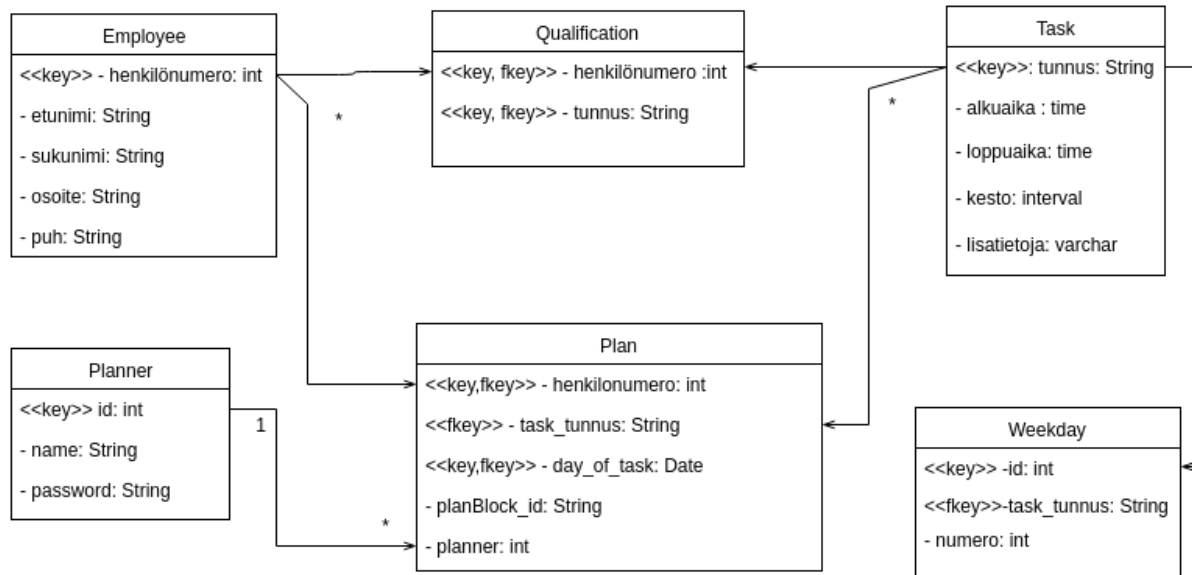 Employee
<<key>> - henkilönumero: int
- etunimi: String
- sukunimi: String
- osoite: String
- puh: String
*
Qualification
<<key, fkey>> - henkilönumero :int
<<key, fkey>> - tunnus: String
Task
<<key>>: tunnus: String
- alkuaika : time
- loppuaika: time
- kesto: interval
- lisatietoja: varchar
*
Planner
<<key>> id: int
- name: String
- password: String
1
*
Plan
<<key,fkey>> - henkilonumero: int
<<fkey>> - task_tunnus: String
<<key,fkey>> - day_of_task: Date
- planBlock_id: String
- planner: int
Weekday
<<key>> -id: int
<<fkey>>-task_tunnus: String
- numero: int